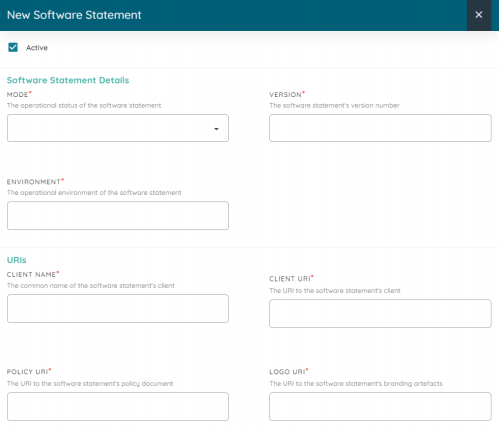 New Software Statement
Active
Software Statement Details
MODE*
The operational status of the software statement
VERSION*
The software statement's version number
ENVIRONMENT*
The operational environment of the software statement
URIs
CLIENT NAME*
The common name of the software statement's client
CLIENT URI*
The URI to the software statement's client
POLICY URI*
The URI to the software statement's policy document
LOGO URI*
The URI to the software statement's branding artefacts